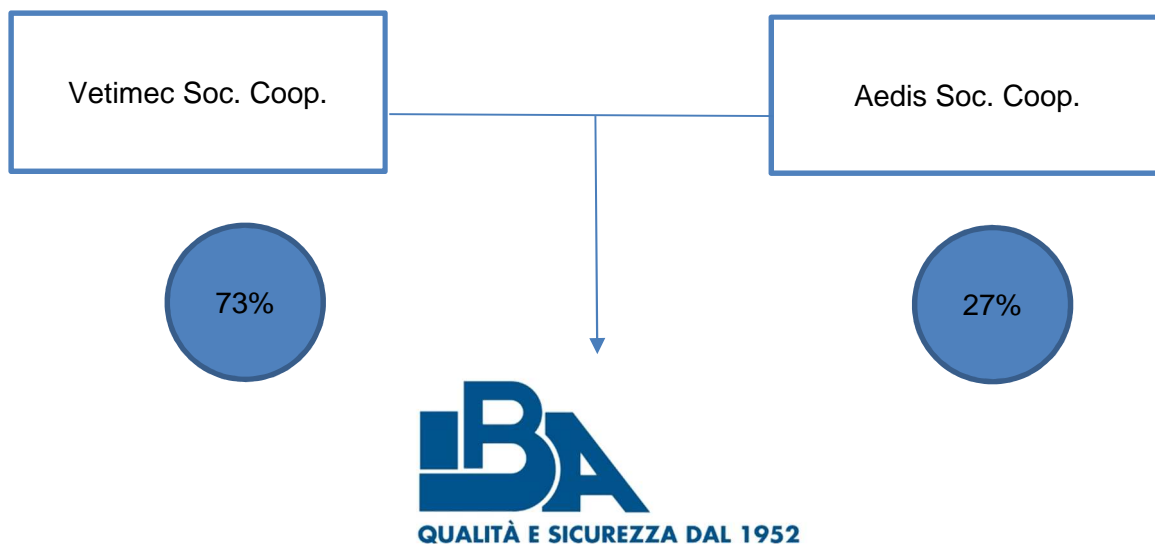 Vetimec Soc. Coop.
Aedis Soc. Coop.
73%
27%
IBA
QUALITÀ E SICUREZZA DAL 1952